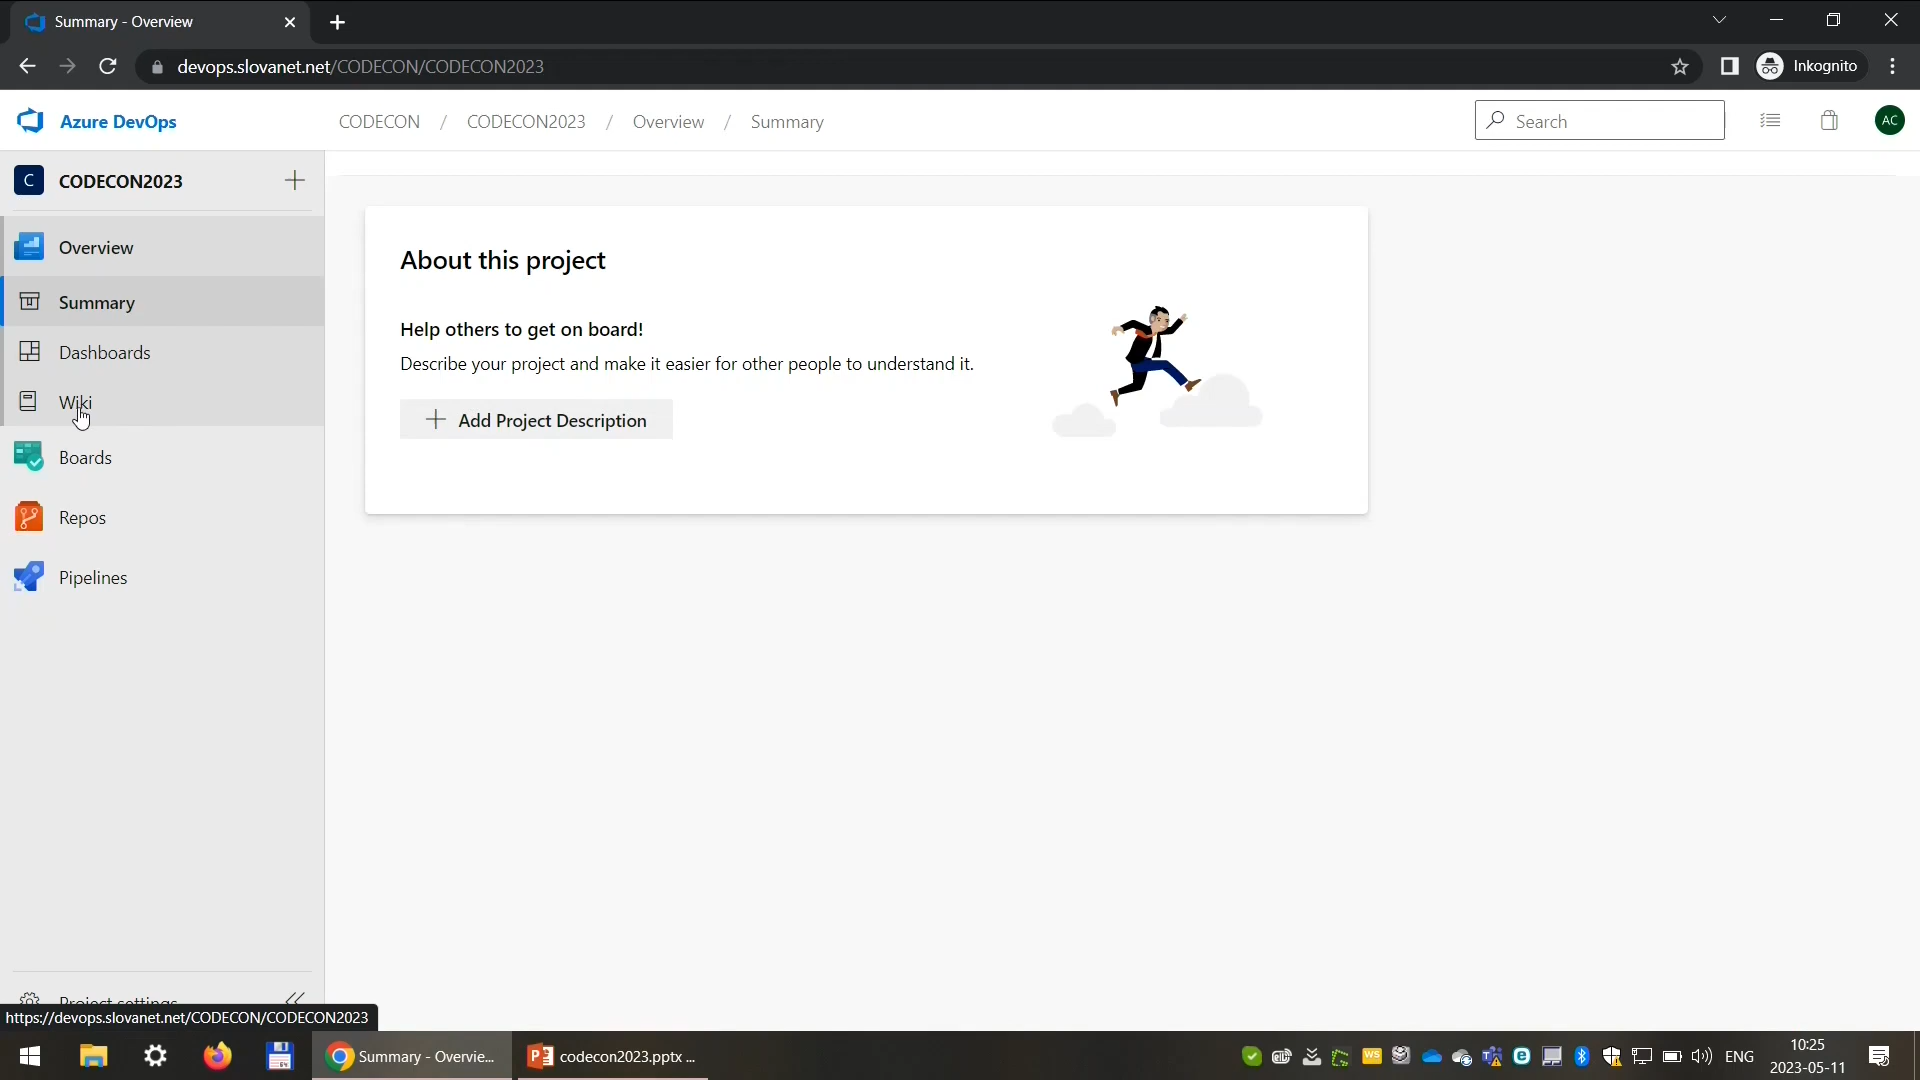 Summary - Overview
devops.slovanet.net/CODECON/CODECON2023
Inkognito
Azure DevOps
CODECON / CODECON2023 / Overview / Summary
Search
AC
C CODECON2023
Overview
Summary
Dashboards
Wiki
Boards
Repos
Pipelines
About this project
Help others to get on board!
Describe your project and make it easier for other people to understand it.
Add Project Description
Project settings
https://devops.slovanet.net/CODECON/CODECON2023
Summary - Overvie...
codecon2023.pptx ...
WS
ENG
10:25
2023-05-11